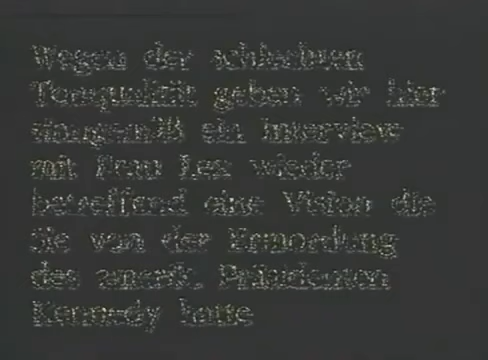 Wegen der schlechten
Tonqualität geben wir hier
sinngemäß ein Interview
mit Frau Lex wieder
betreffend eine Vision die
Sie von der Ermordung
des amerik. Präsidenten
Kennedy hatte